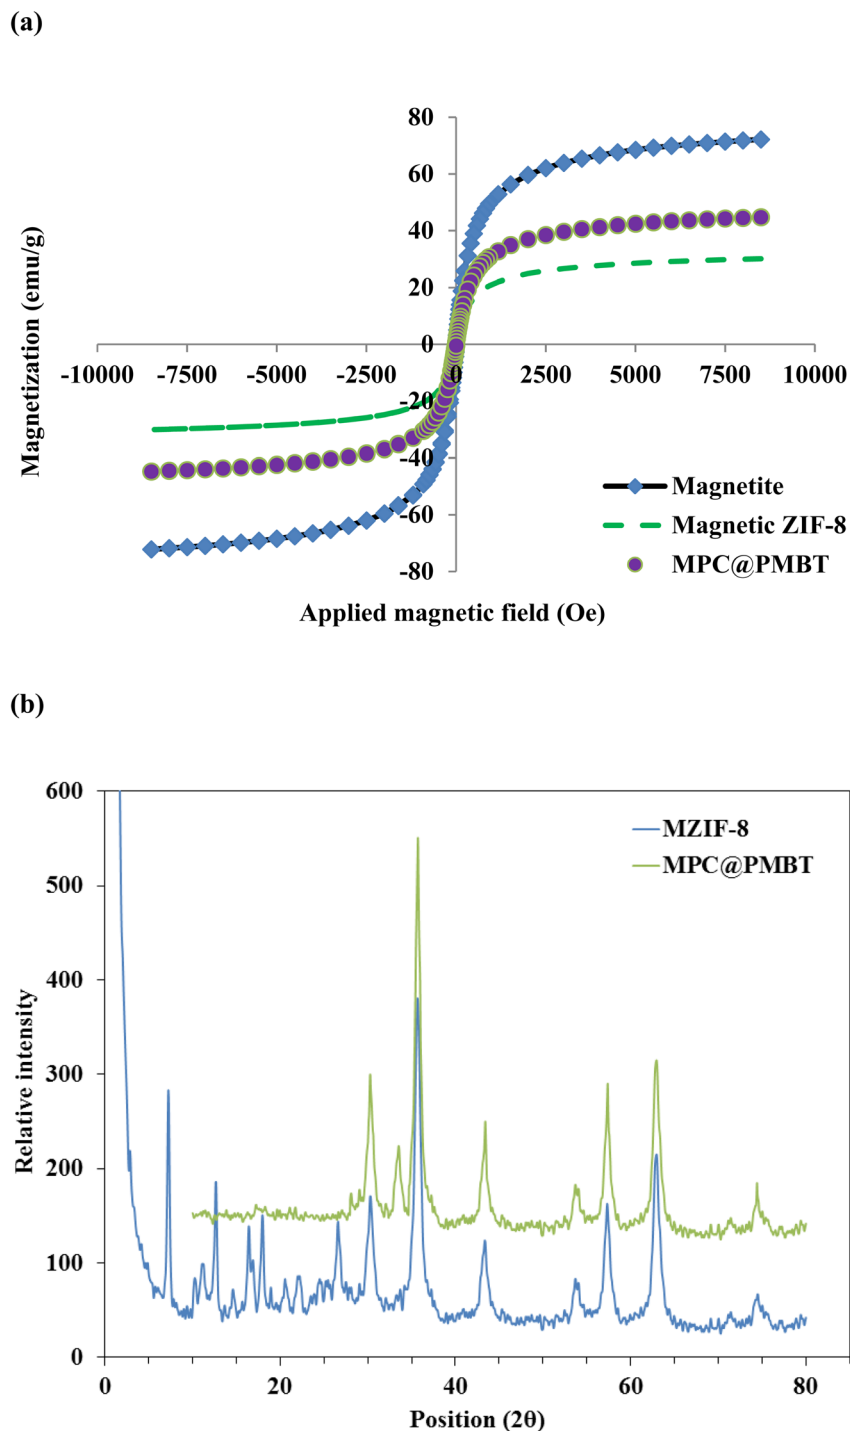 (a)
80
60
40
20
0
-20
-40
-60
-80
-10000 -7500 -5000 -2500 0 2500 5000 7500 10000
Magnetization (emu/g)
Magnetite
Magnetic ZIF-8
MPC@PMBT
Applied magnetic field (Oe)
(b)
600
500
400
300
200
100
0
Relative intensity
MZIF-8
MPC@PMBT
0 20 40 60 80
Position (2θ)